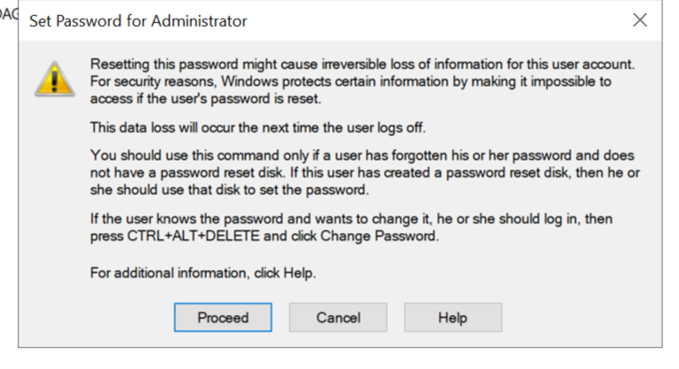 Set Password for Administrator
Resetting this password might cause irreversible loss of information for this user account.
For security reasons, Windows protects certain information by making it impossible to
access if the user's password is reset.
This data loss will occur the next time the user logs off.
You should use this command only if a user has forgotten his or her password and does
not have a password reset disk. If this user has created a password reset disk, then he or
she should use that disk to set the password.
If the user knows the password and wants to change it, he or she should log in, then
press CTRL+ALT+DELETE and click Change Password.
For additional information, click Help.
Proceed
Cancel
Help